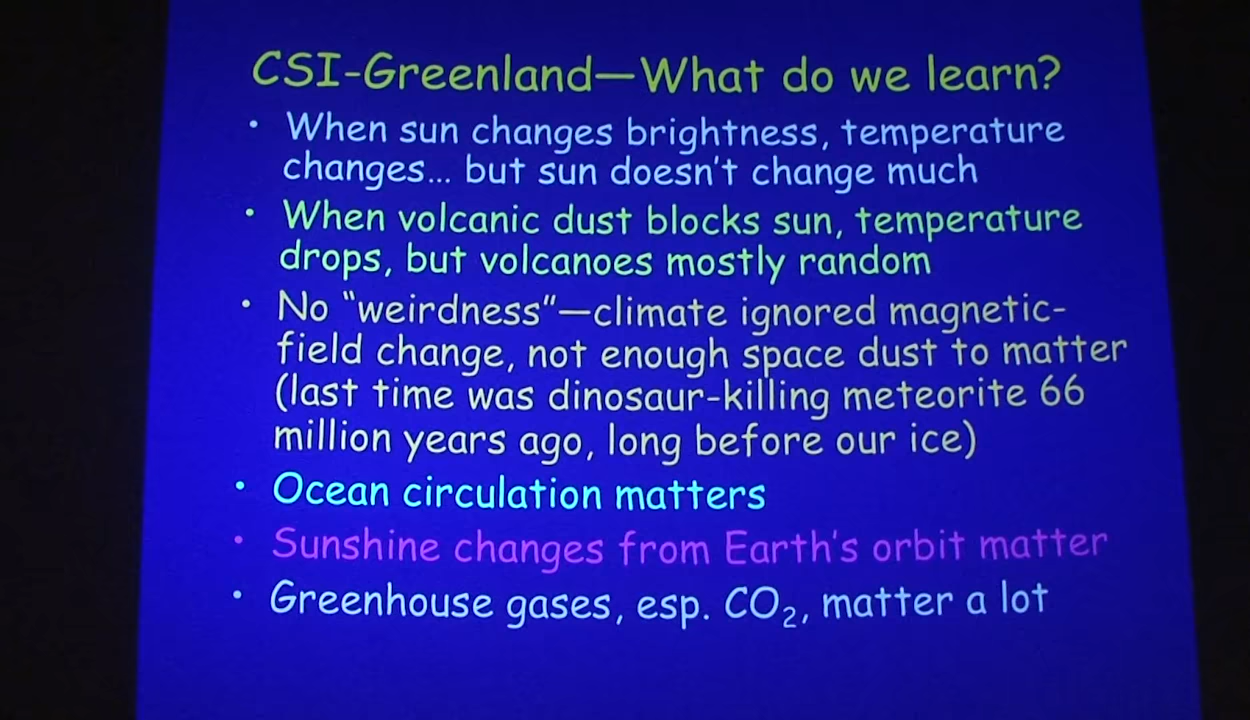 CSI-Greenland—What do we learn?
• When sun changes brightness, temperature
changes... but sun doesn't change much
• When volcanic dust blocks sun, temperature
drops, but volcanoes mostly random
• No “weirdness”—climate ignored magnetic-
field change, not enough space dust to matter
(last time was dinosaur-killing meteorite 66
million years ago, long before our ice)
• Ocean circulation matters
• Sunshine changes from Earth's orbit matter
• Greenhouse gases, esp. CO₂, matter a lot